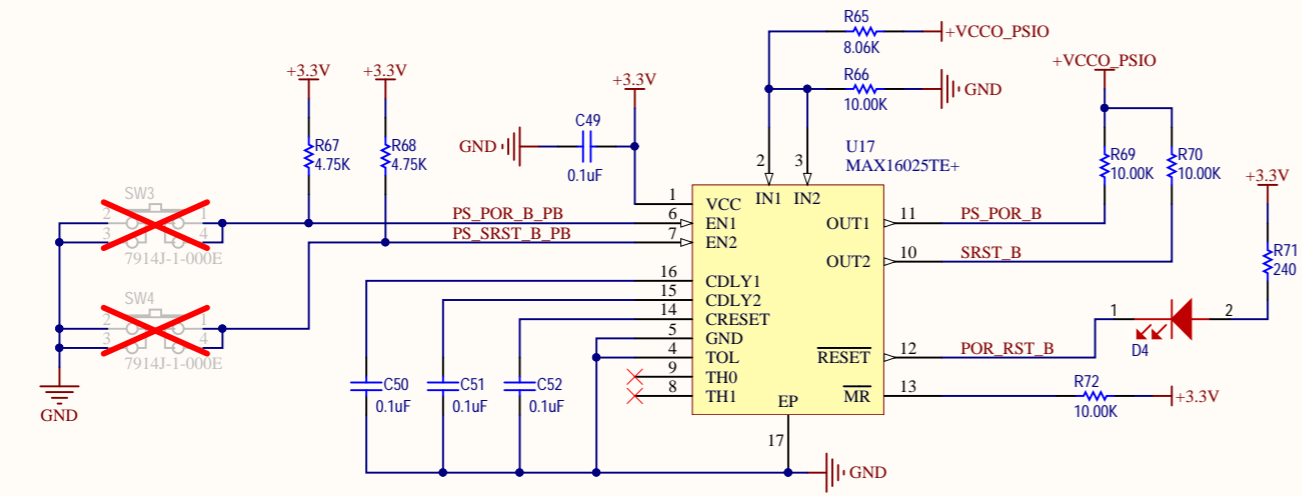 R65
8.06K
+VCCO_PSIO
R66
10.00K
GND
+VCCO_PSIO
+3.3V
+3.3V
+3.3V
R67
4.75K
R68
4.75K
GND
C49
0.1uF
U17
MAX16025TE+
R69
10.00K
R70
10.00K
+3.3V
R71
240
2
3
IN1
IN2
SW3
2
1
3
4
7914J-1-000E
PS_POR_B_PB
PS_SRST_B_PB
1
VCC
6
EN1
7
EN2
OUT1
11
PS_POR_B
OUT2
10
SRST_B
16
CDLY1
15
CDLY2
14
CRESET
5
GND
4
TOL
9
TH0
8
TH1
RESET
12
POR_RST_B
1
2
D4
MR
13
R72
10.00K
+3.3V
SW4
2
1
3
4
7914J-1-000E
GND
C50
0.1uF
C51
0.1uF
C52
0.1uF
EP
17
GND